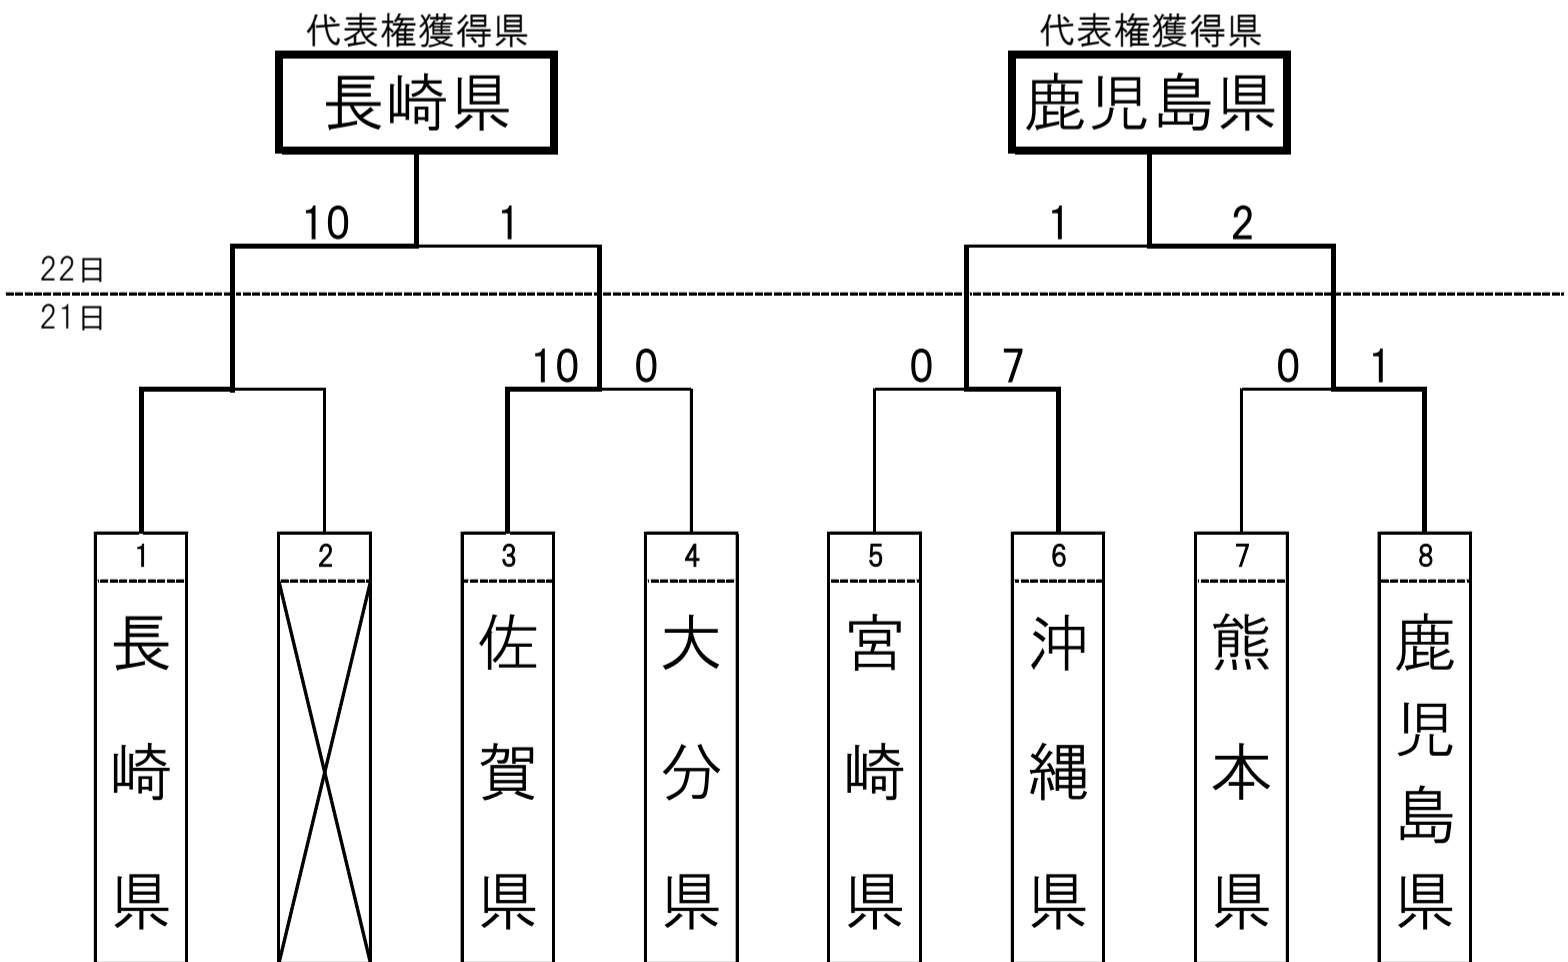 代表権獲得県 代表権獲得県
長崎県 鹿児島県
10 1 1 2
22日
21日
10 0 0 7 0 1
1 2 3 4 5 6 7 8
長崎県
佐賀県
大分県
宮崎県
沖縄県
熊本県
鹿児島県